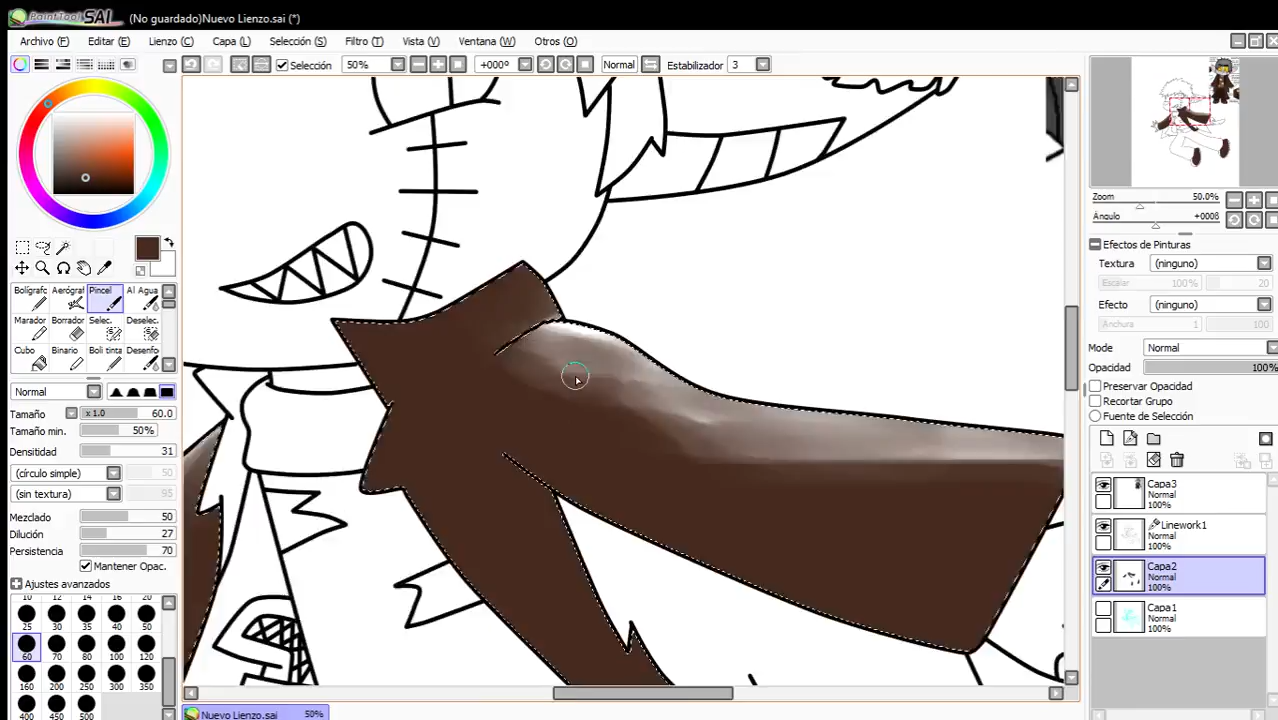 PaintTool SAI (No guardado)Nuevo Lienzo.sai (*)
Archivo (F) Editar (E) Lienzo (C) Capa (L) Selección (S) Filtro (T) Vista (V) Ventana (W) Otros (O)
Selección 50% +000º Normal Estabilizador 3
Bolígrafo Aerógrafo Pincel Al Agua
Marador Borrador Selec. Deselec.
Cubo Binario Boli tinta Desenfo
Normal
Tamaño x 1.0 60.0
Tamaño min. 50%
Densitidad 31
(círculo simple) 50
(sin textura) 95
Mezclado 50
Dilución 27
Persistencia 70
Mantener Opac.
Ajustes avanzados
10 12 14 16 20
25 30 35 40 50
60 70 80 100 120
160 200 250 300 350
400 450 500
Nuevo Lienzo.sai 50%
Zoom 50.0%
Ángulo
Efectos de Pinturas
Textura (ninguno)
Escalar 100% 20
Efecto (ninguno)
Anchura 1 100
Mode Normal
Opacidad 100%
Preservar Opacidad
Recortar Grupo
Fuente de Selección
Capa3
Normal
100%
Linework1
Normal
100%
Capa2
Normal
100%
Capa1
Normal
100%